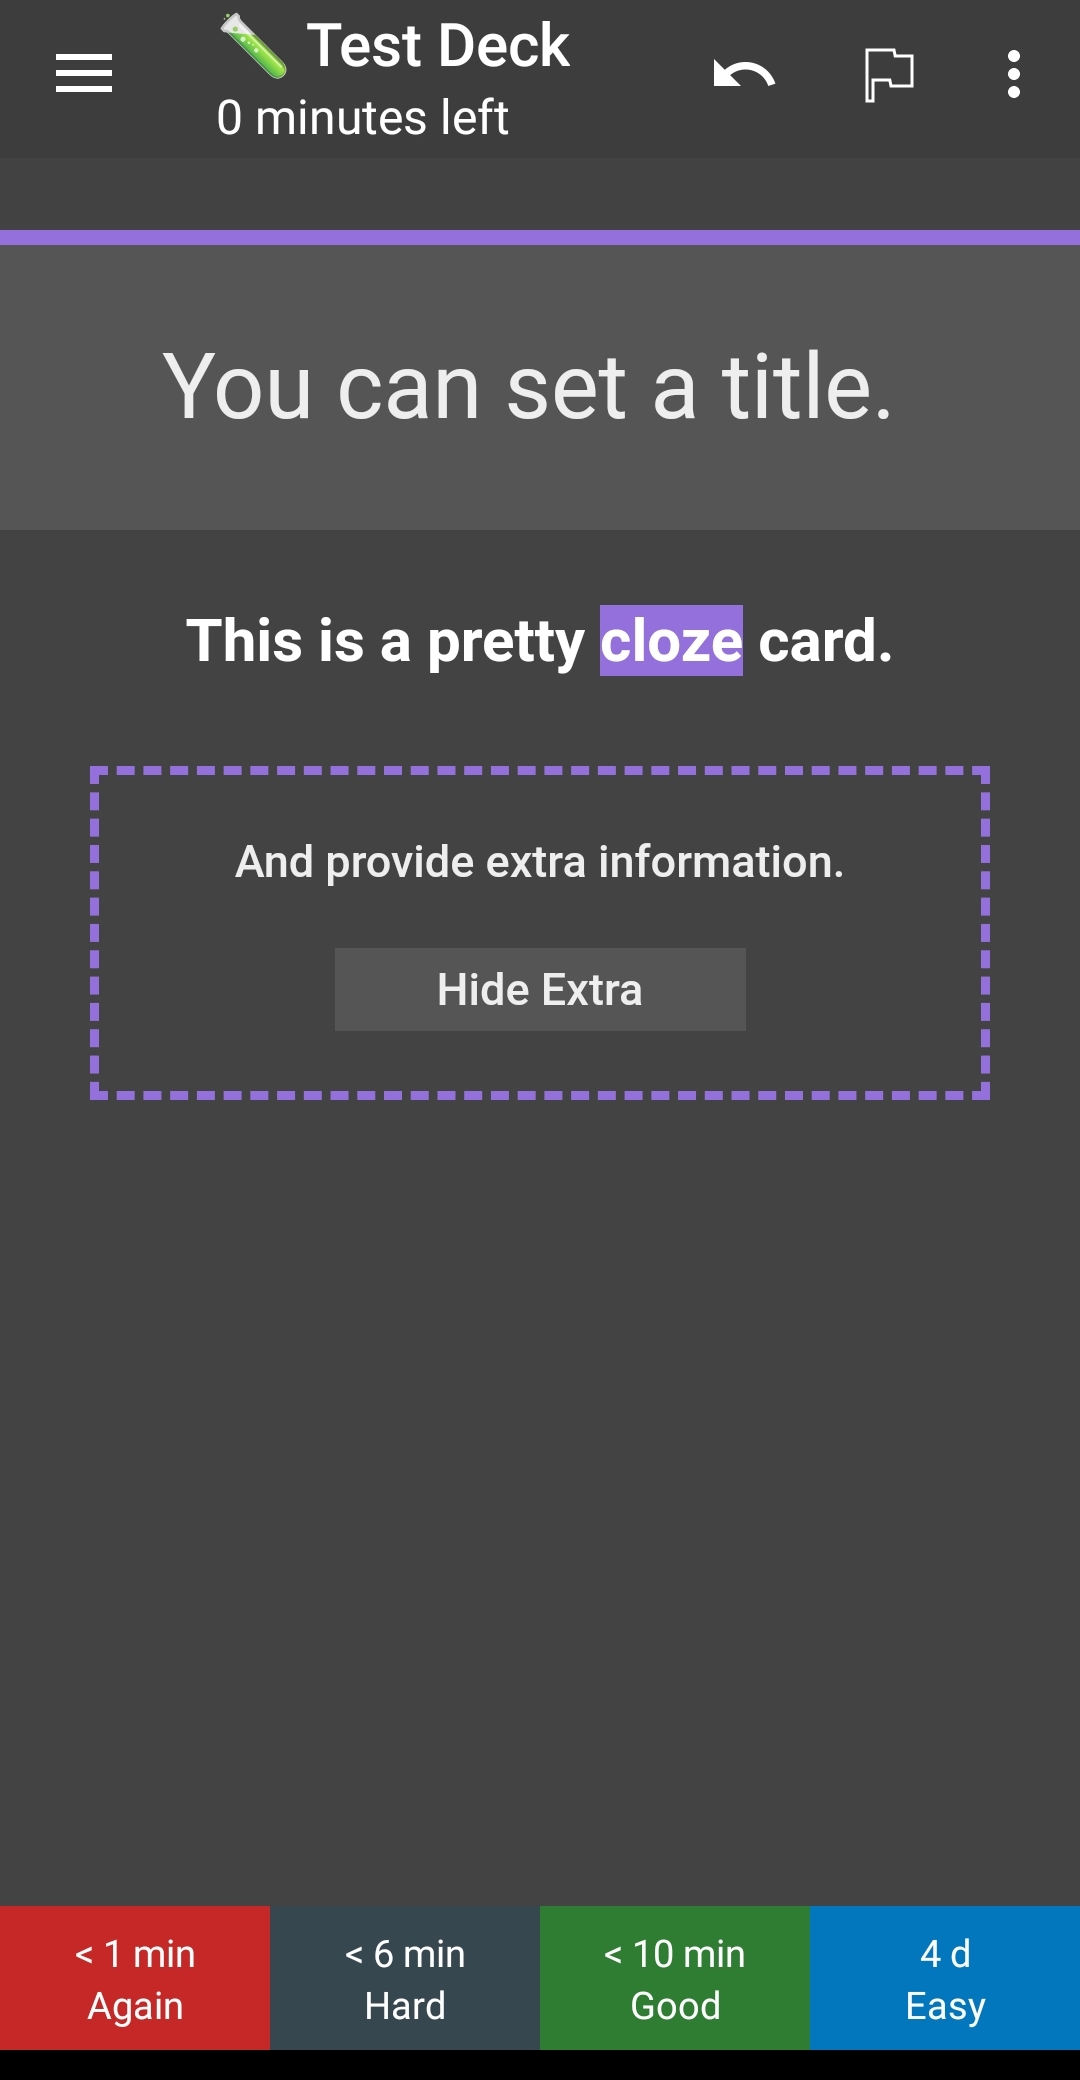 Test Deck
0 minutes left
You can set a title.
This is a pretty cloze card.
And provide extra information.
Hide Extra
< 1 min
Again
< 6 min
Hard
< 10 min
Good
4 d
Easy